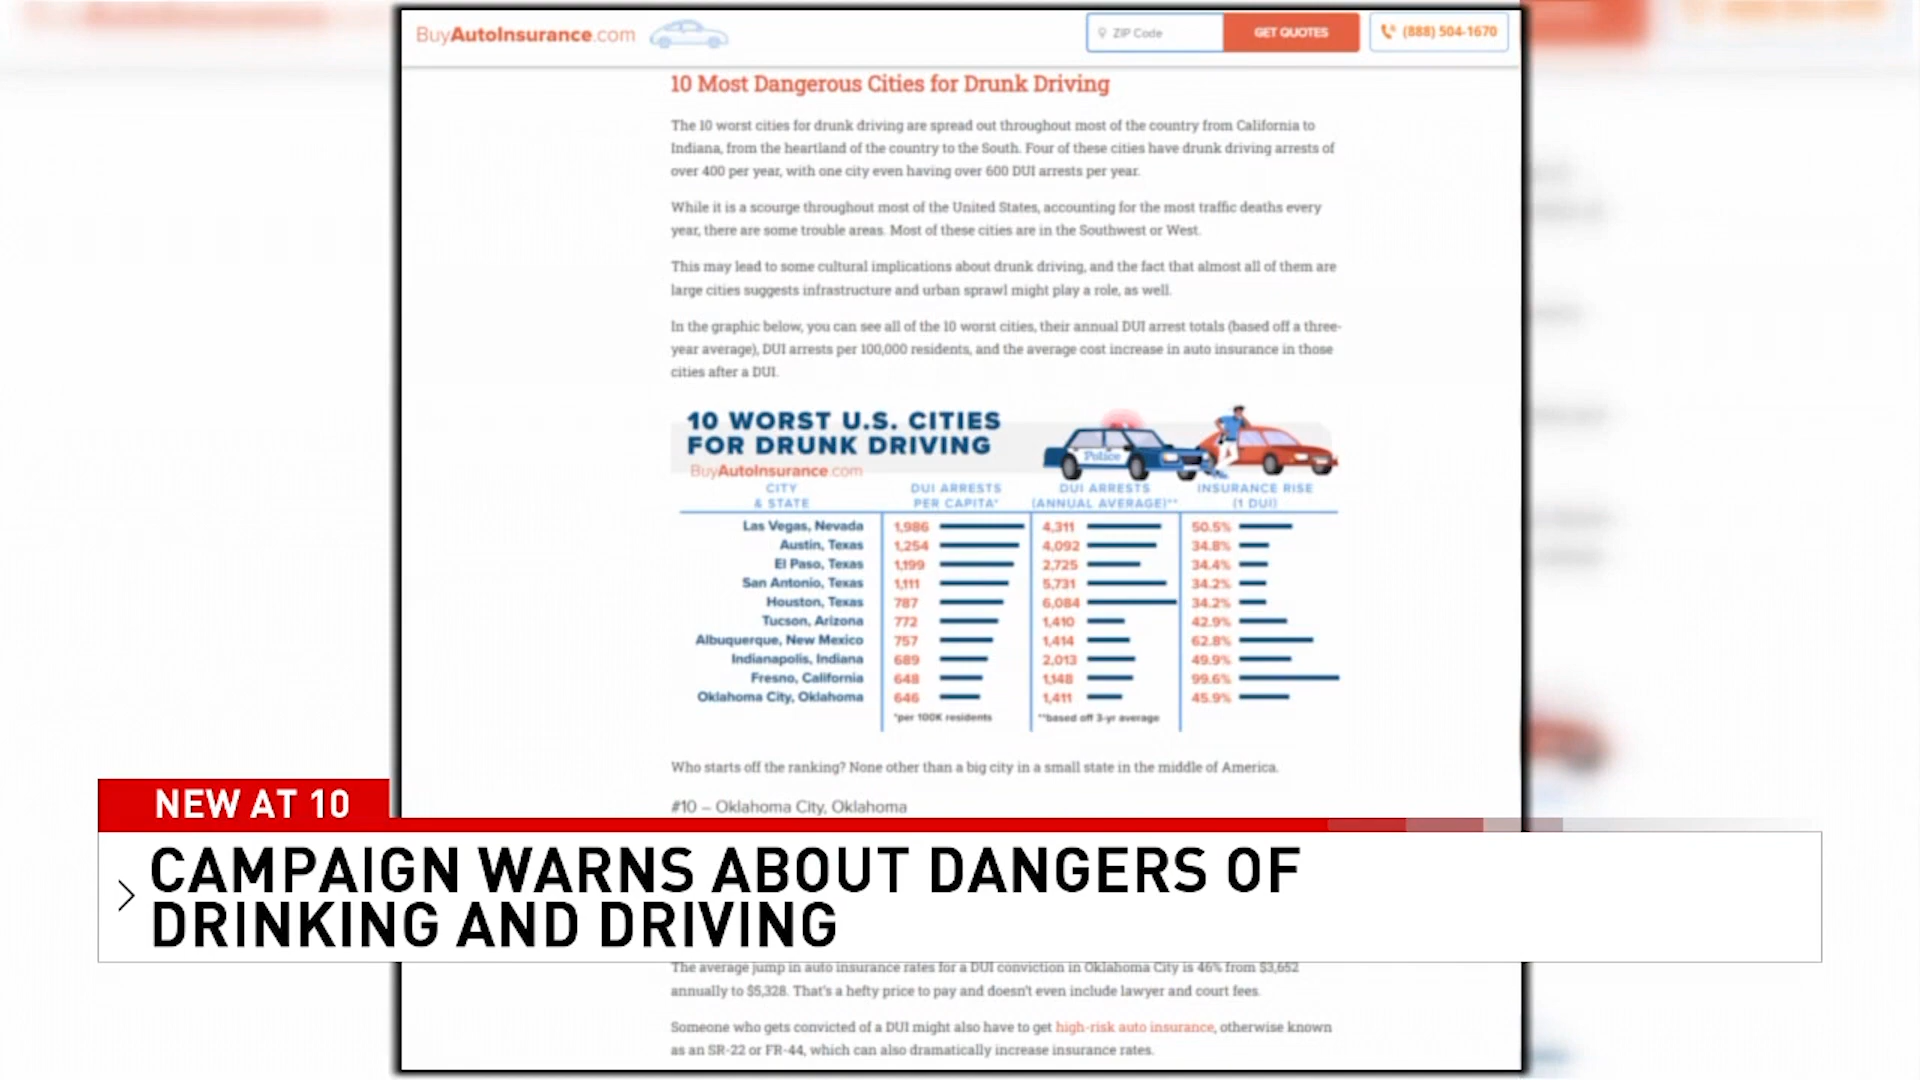 BuyAutoInsurance.com
ZIP Code
GET QUOTES
(888) 504-1670
10 Most Dangerous Cities for Drunk Driving
The 10 worst cities for drunk driving are spread out throughout most of the country from California to
Indiana, from the heartland of the country to the South. Four of these cities have drunk driving arrests of
over 400 per year, with one city even having over 600 DUI arrests per year.
While it is a scourge throughout most of the United States, accounting for the most traffic deaths every
year, there are some trouble areas. Most of these cities are in the Southwest or West.
This may lead to some cultural implications about drunk driving, and the fact that almost all of them are
large cities suggests infrastructure and urban sprawl might play a role, as well.
In the graphic below, you can see all of the 10 worst cities, their annual DUI arrest totals (based off a three-
year average), DUI arrests per 100,000 residents, and the average cost increase in auto insurance in those
cities after a DUI.
10 WORST U.S. CITIES
FOR DRUNK DRIVING
BuyAutoInsurance.com
Police
CITY DUI ARRESTS DUI ARRESTS INSURANCE RISE
& STATE PER CAPITA* (ANNUAL AVERAGE)** (1 DUI)
Las Vegas, Nevada 1,986 4,311 50.5%
Austin, Texas 1,254 4,092 34.8%
El Paso, Texas 1,199 2,725 34.4%
San Antonio, Texas 1,111 5,731 34.2%
Houston, Texas 787 6,084 34.2%
Tucson, Arizona 772 1,410 42.9%
Albuquerque, New Mexico 757 1,414 62.8%
Indianapolis, Indiana 689 2,013 49.9%
Fresno, California 648 1,148 99.6%
Oklahoma City, Oklahoma 646 1,411 45.9%
*per 100K residents **based off 3-yr average
Who starts off the ranking? None other than a big city in a small state in the middle of America.
#10 – Oklahoma City, Oklahoma
NEW AT 10
CAMPAIGN WARNS ABOUT DANGERS OF
DRINKING AND DRIVING
The average jump in auto insurance rates for a DUI conviction in Oklahoma City is 46% from $3,652
annually to $5,328. That's a hefty price to pay and doesn't even include lawyer and court fees.
Someone who gets convicted of a DUI might also have to get high-risk auto insurance, otherwise known
as an SR-22 or FR-44, which can also dramatically increase insurance rates.